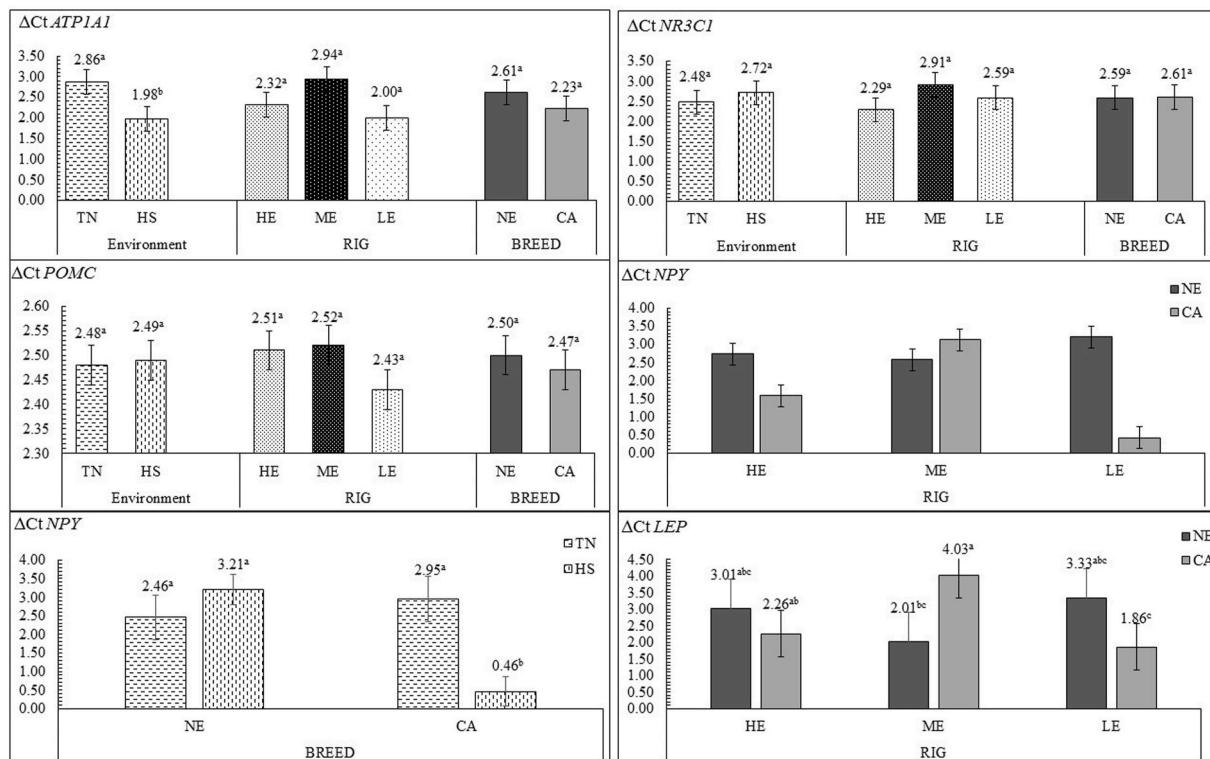 ΔCt ATP1A1
3.50
3.00
2.50
2.00
1.50
1.00
0.50
0.00
2.86ᵃ
1.98ᵇ
2.32ᵃ
2.94ᵃ
2.00ᵃ
2.61ᵃ
2.23ᵃ
TN HS HE ME LE NE CA
Environment RIG BREED
ΔCt NR3C1
3.50
3.00
2.50
2.00
1.50
1.00
0.50
0.00
2.48ᵃ
2.72ᵃ
2.29ᵃ
2.91ᵃ
2.59ᵃ
2.59ᵃ
2.61ᵃ
TN HS HE ME LE NE CA
Environment RIG BREED
ΔCt POMC
2.60
2.55
2.50
2.45
2.40
2.35
2.30
2.48ᵃ
2.49ᵃ
2.51ᵃ
2.52ᵃ
2.43ᵃ
2.50ᵃ
2.47ᵃ
TN HS HE ME LE NE CA
Environment RIG BREED
ΔCt NPY
NE
CA
4.00
3.50
3.00
2.50
2.00
1.50
1.00
0.50
0.00
HE ME LE
RIG
ΔCt NPY
TN
HS
4.00
3.50
3.00
2.50
2.00
1.50
1.00
0.50
0.00
2.46ᵃ
3.21ᵃ
2.95ᵃ
0.46ᵇ
NE CA
BREED
ΔCt LEP
NE
CA
4.00
3.50
3.00
2.50
2.00
1.50
1.00
0.50
0.00
3.01ᵃᵇᶜ
2.26ᵃᵇ
2.01ᵇᶜ
4.03ᵃ
3.33ᵃᵇᶜ
1.86ᶜ
HE ME LE
RIG